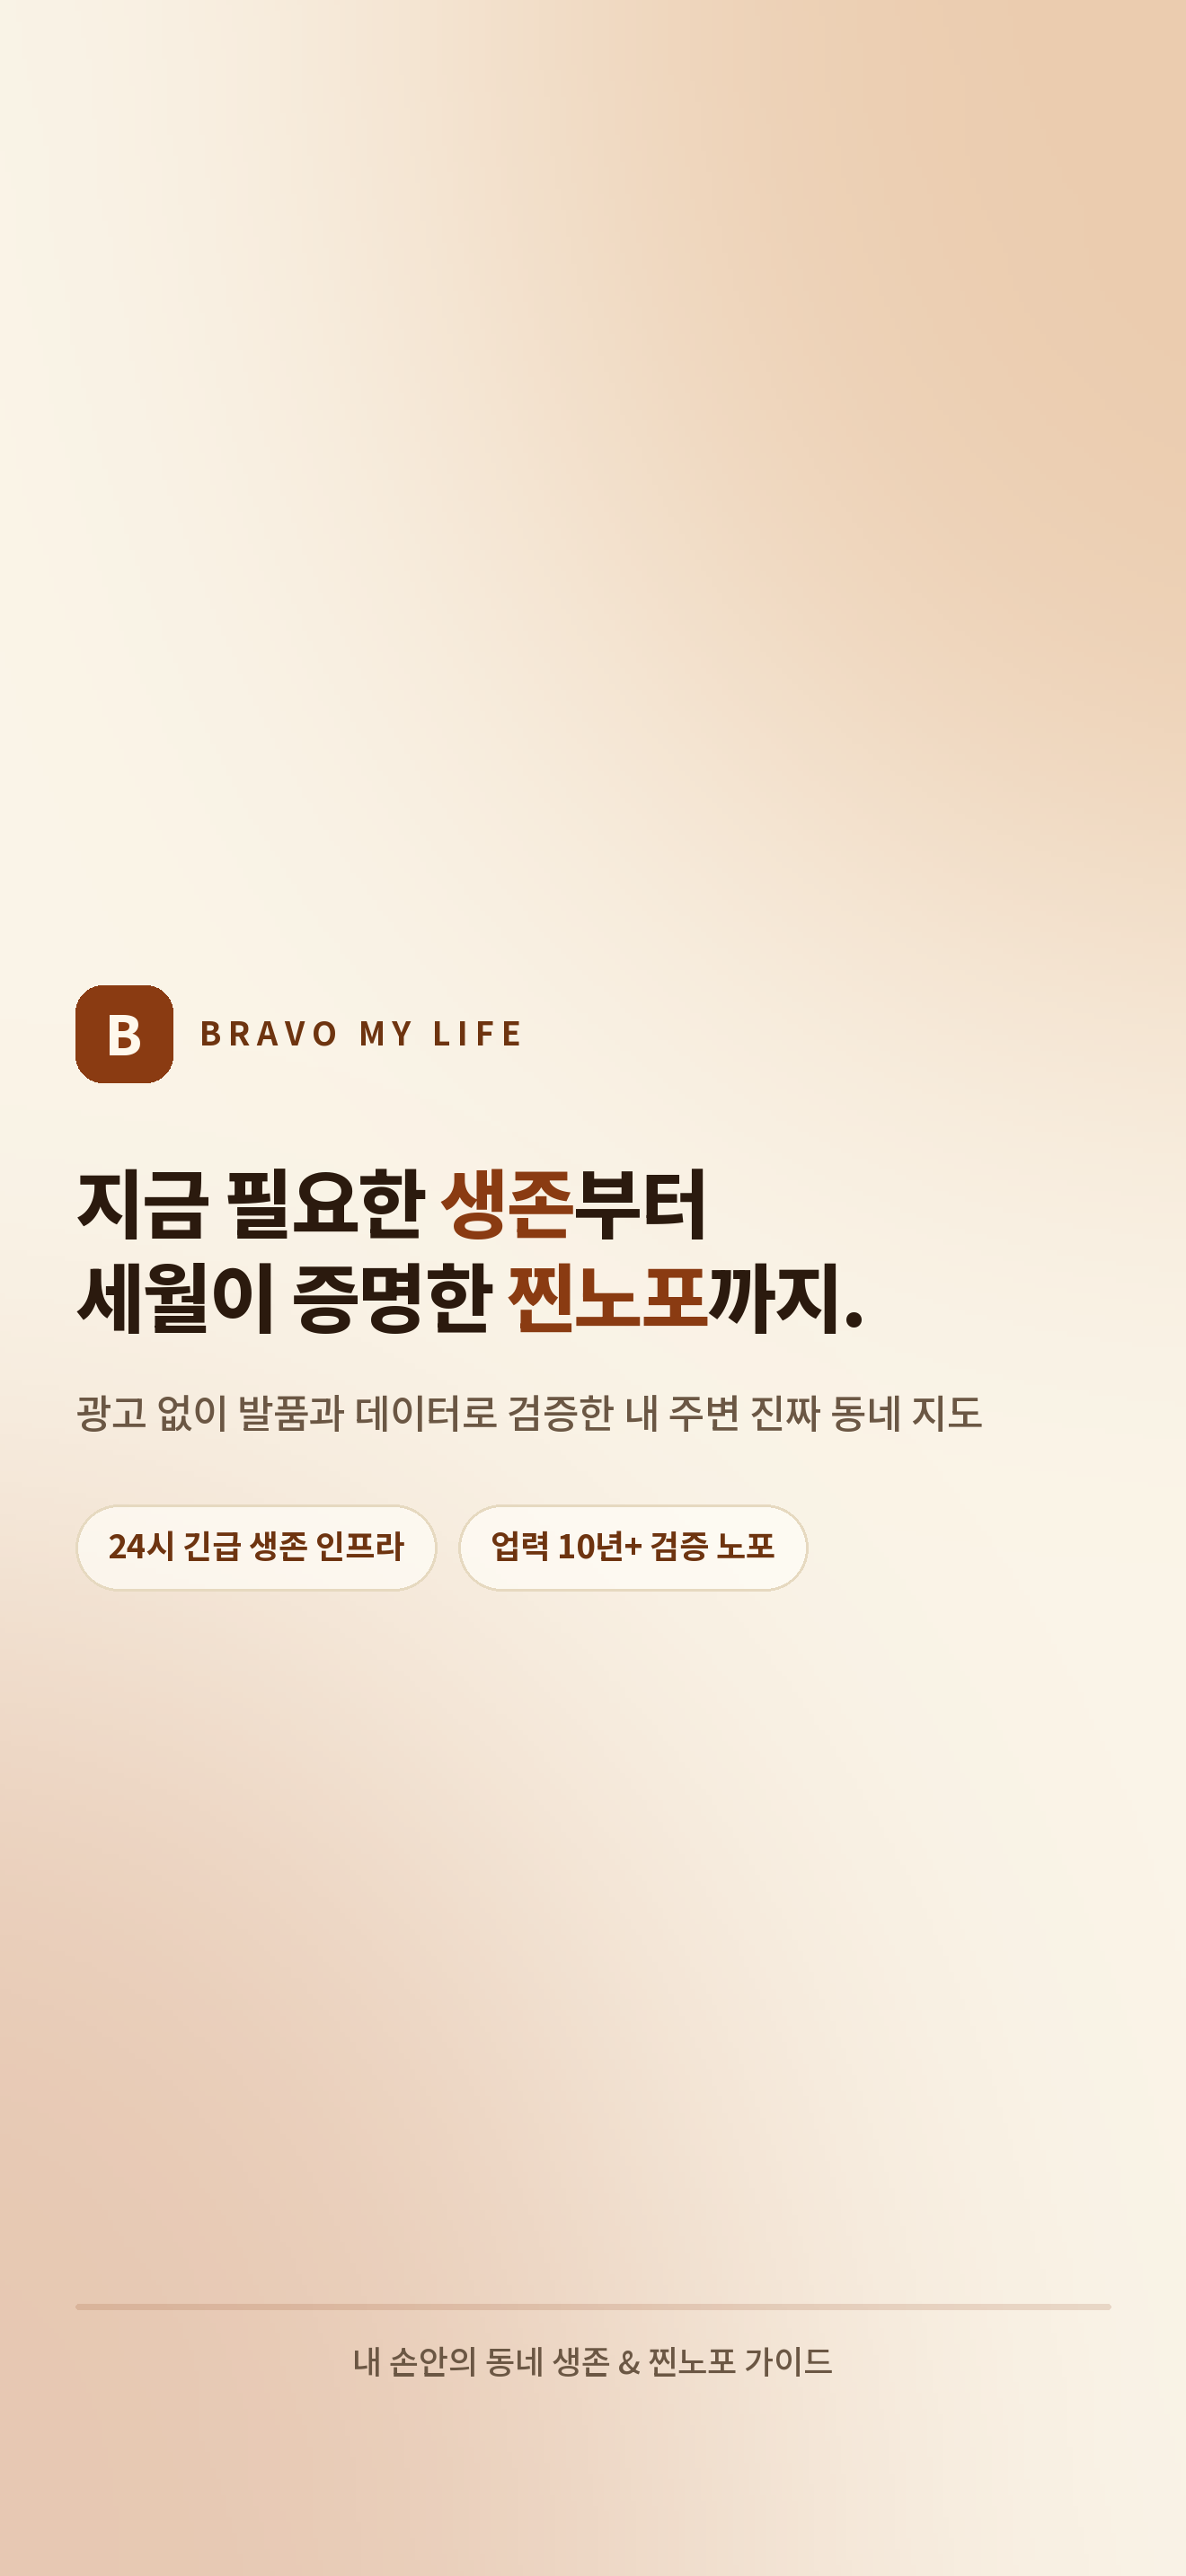 B BRAVO MY LIFE
지금 필요한 생존부터
세월이 증명한 찐노포까지.
광고 없이 발품과 데이터로 검증한 내 주변 진짜 동네 지도
24시 긴급 생존 인프라 업력 10년+ 검증 노포
내 손안의 동네 생존 & 찐노포 가이드